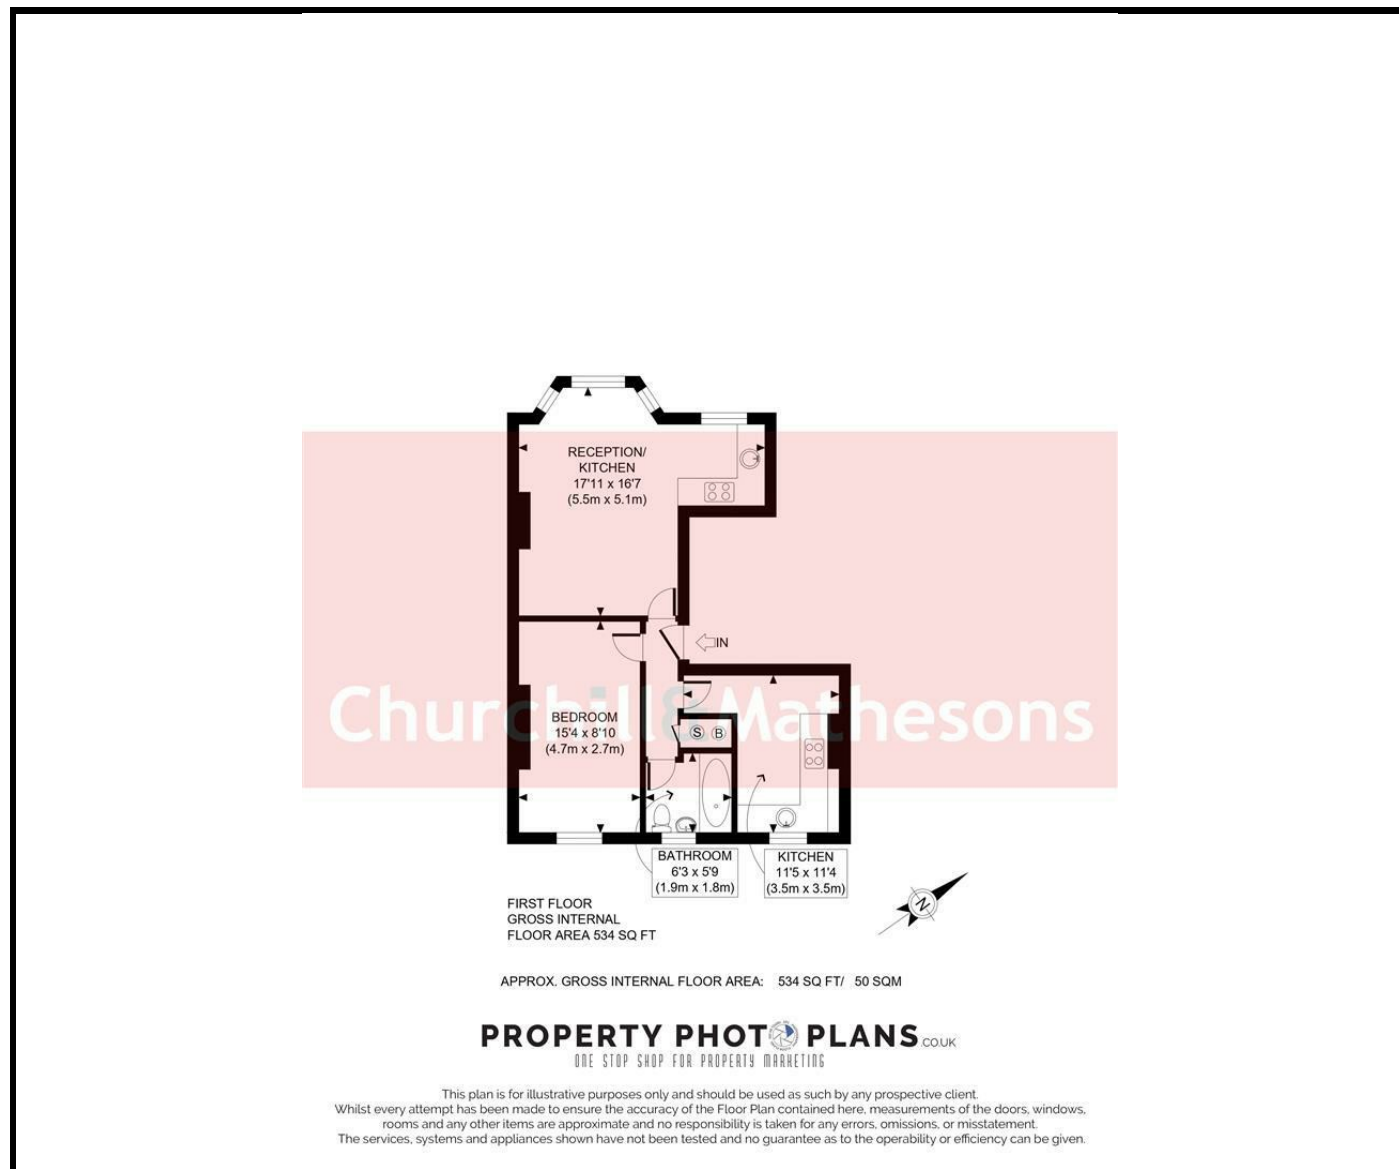 RECEPTION/
KITCHEN
17'11 x 16'7
(5.5m x 5.1m)
IN
Churchill&Mathesons
BEDROOM
15'4 x 8'10
(4.7m x 2.7m)
S B
BATHROOM
6'3 x 5'9
(1.9m x 1.8m)
KITCHEN
11'5 x 11'4
(3.5m x 3.5m)
N
FIRST FLOOR
GROSS INTERNAL
FLOOR AREA 534 SQ FT
APPROX. GROSS INTERNAL FLOOR AREA: 534 SQ FT/ 50 SQM
PROPERTY PHOTO PLANS.CO.UK
ONE STOP SHOP FOR PROPERTY MARKETING
This plan is for illustrative purposes only and should be used as such by any prospective client.
Whilst every attempt has been made to ensure the accuracy of the Floor Plan contained here, measurements of the doors, windows,
rooms and any other items are approximate and no responsibility is taken for any errors, omissions, or misstatement.
The services, systems and appliances shown have not been tested and no guarantee as to the operability or efficiency can be given.